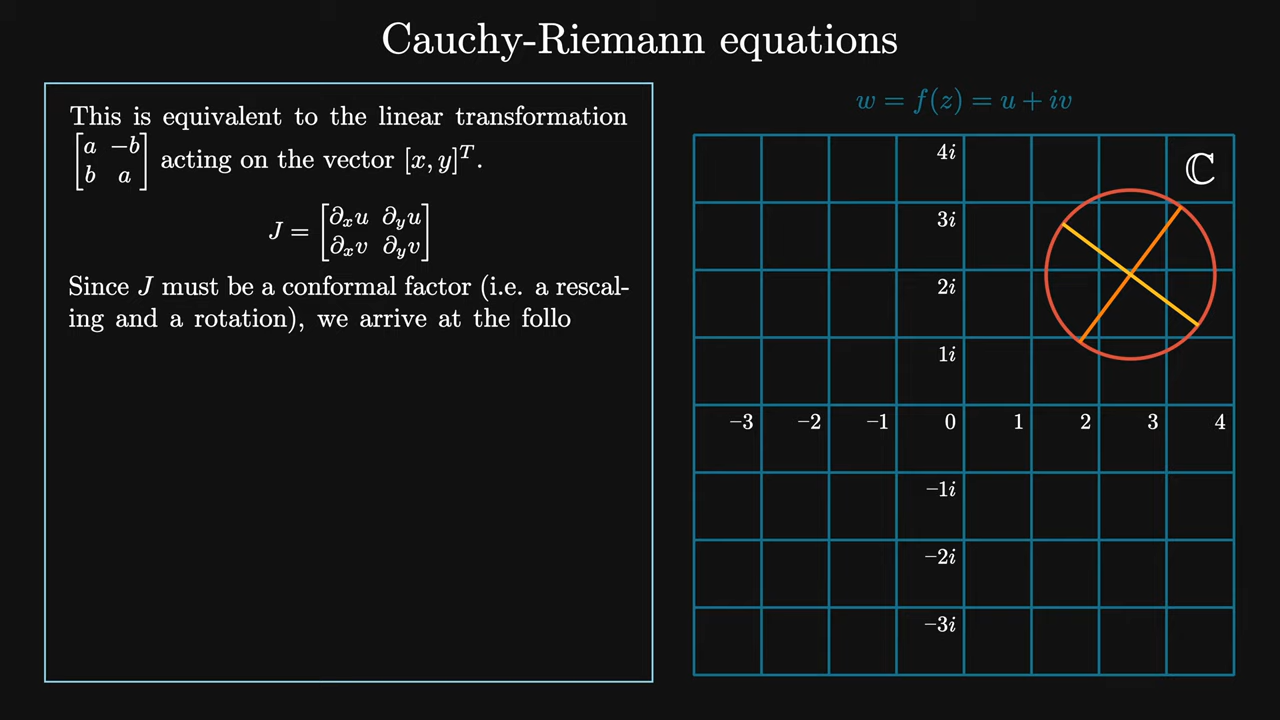 Cauchy-Riemann equations
This is equivalent to the linear transformation
[a −b; b a] acting on the vector [x, y]^T.
J = [∂_x u ∂_y u; ∂_x v ∂_y v]
Since J must be a conformal factor (i.e. a rescal-
ing and a rotation), we arrive at the follo
w = f(z) = u + iv
4i
ℂ
3i
2i
1i
−3 −2 −1 0 1 2 3 4
−1i
−2i
−3i